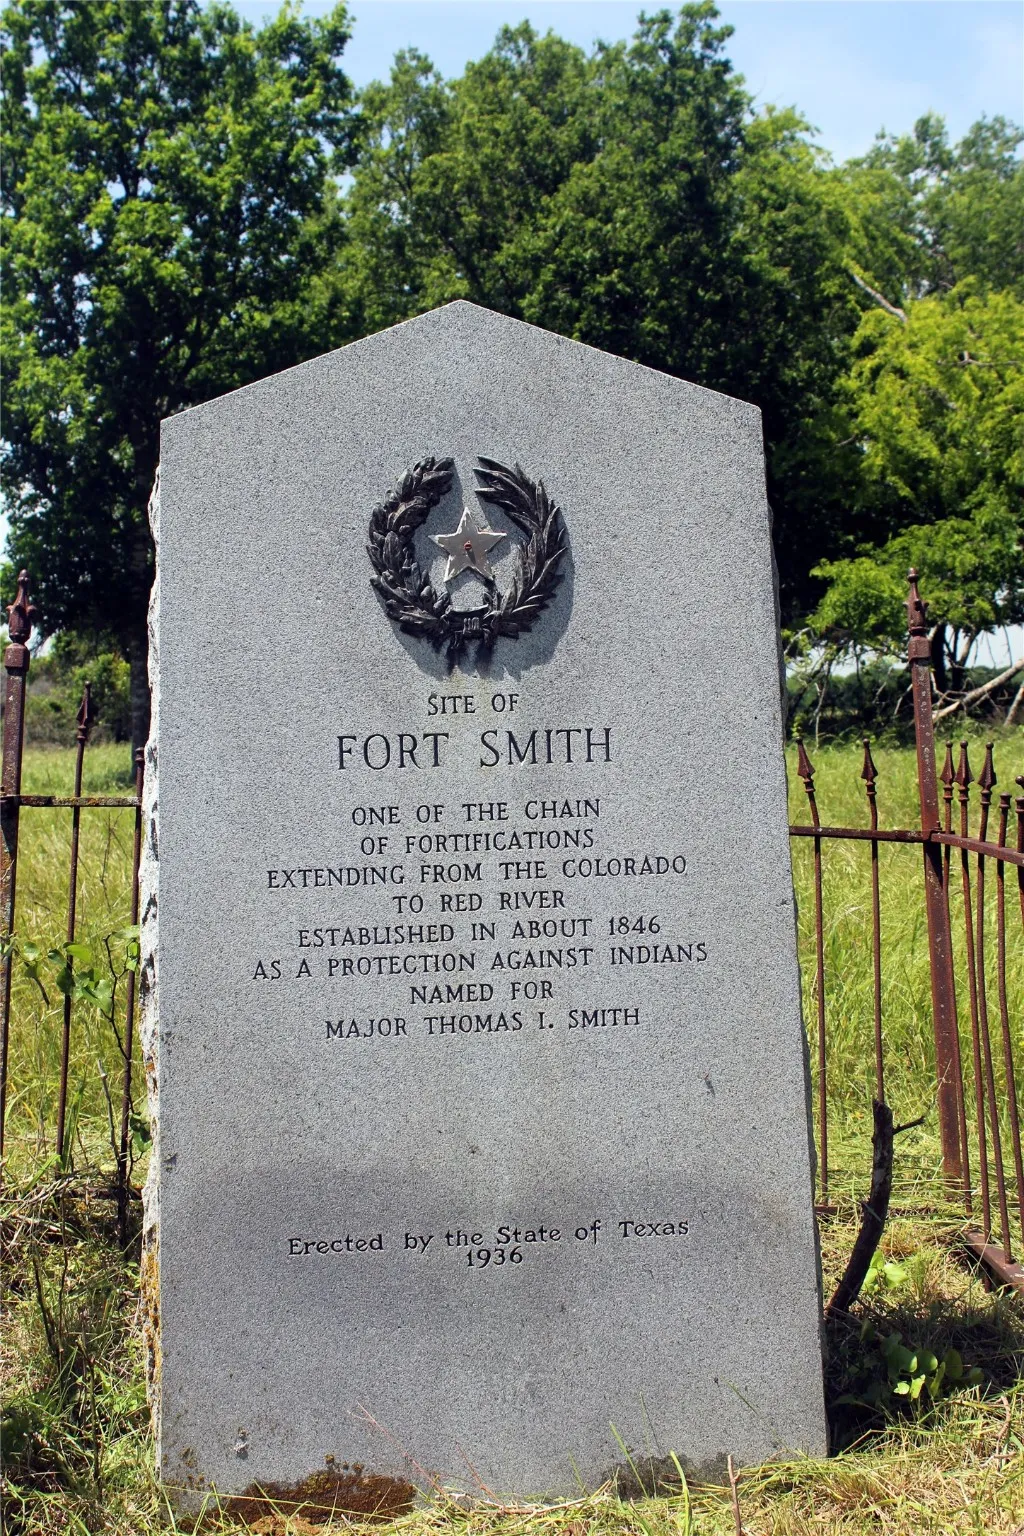 SITE OF
FORT SMITH
ONE OF THE CHAIN
OF FORTIFICATIONS
EXTENDING FROM THE COLORADO
TO RED RIVER
ESTABLISHED IN ABOUT 1846
AS A PROTECTION AGAINST INDIANS
NAMED FOR
MAJOR THOMAS I. SMITH
Erected by the State of Texas
1936